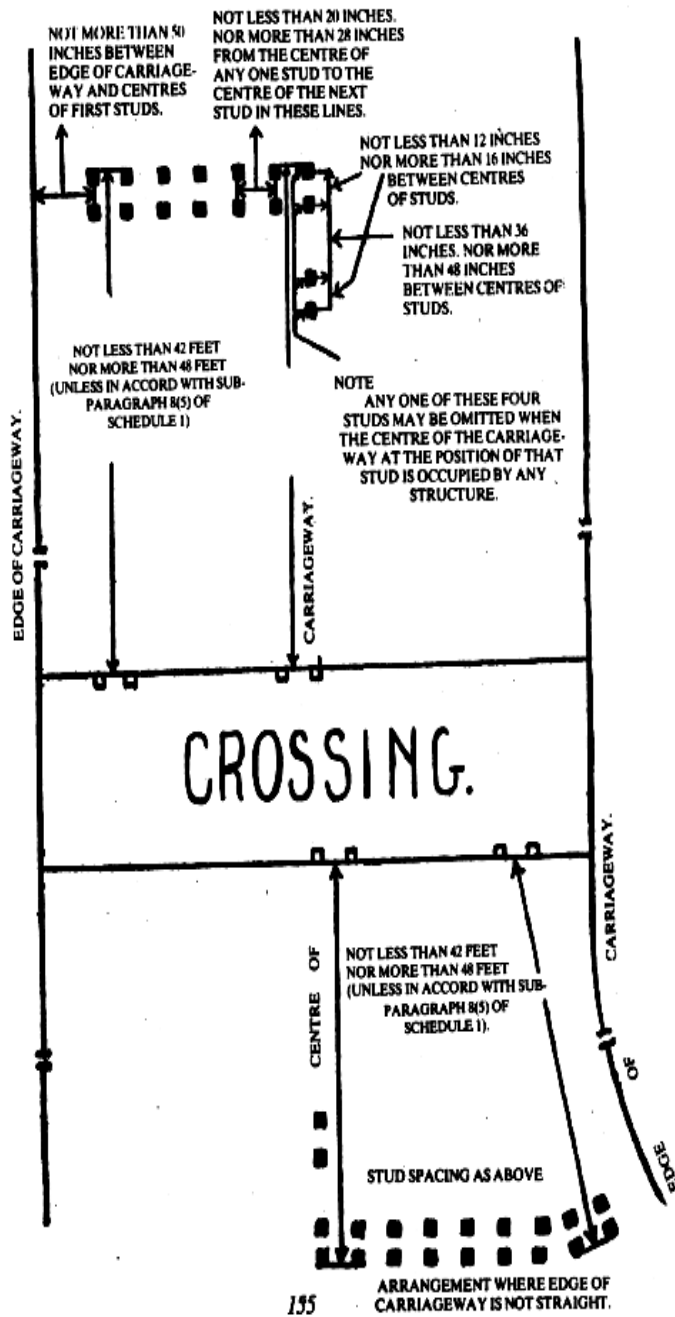 NOT MORE THAN 50
INCHES BETWEEN
EDGE OF CARRIAGE-
WAY AND CENTRES
OF FIRST STUDS.
NOT LESS THAN 20 INCHES.
NOR MORE THAN 28 INCHES
FROM THE CENTRE OF
ANY ONE STUD TO THE
CENTRE OF THE NEXT
STUD IN THESE LINES.
NOT LESS THAN 12 INCHES
NOR MORE THAN 16 INCHES
BETWEEN CENTRES
OF STUDS.
NOT LESS THAN 36
INCHES. NOR MORE
THAN 48 INCHES
BETWEEN CENTRES OF
STUDS.
NOT LESS THAN 42 FEET
NOR MORE THAN 48 FEET
(UNLESS IN ACCORD WITH SUB-
PARAGRAPH 8(5) OF
SCHEDULE 1)
NOTE
ANY ONE OF THESE FOUR
STUDS MAY BE OMITTED WHEN
THE CENTRE OF THE CARRIAGE-
WAY AT THE POSITION OF THAT
STUD IS OCCUPIED BY ANY
STRUCTURE.
EDGE OF CARRIAGEWAY.
CARRIAGEWAY.
CROSSING.
CENTRE OF
NOT LESS THAN 42 FEET
NOR MORE THAN 48 FEET
(UNLESS IN ACCORD WITH SUB-
PARAGRAPH 8(5) OF
SCHEDULE 1).
EDGE OF CARRIAGEWAY.
STUD SPACING AS ABOVE
ARRANGEMENT WHERE EDGE OF
CARRIAGEWAY IS NOT STRAIGHT.
155